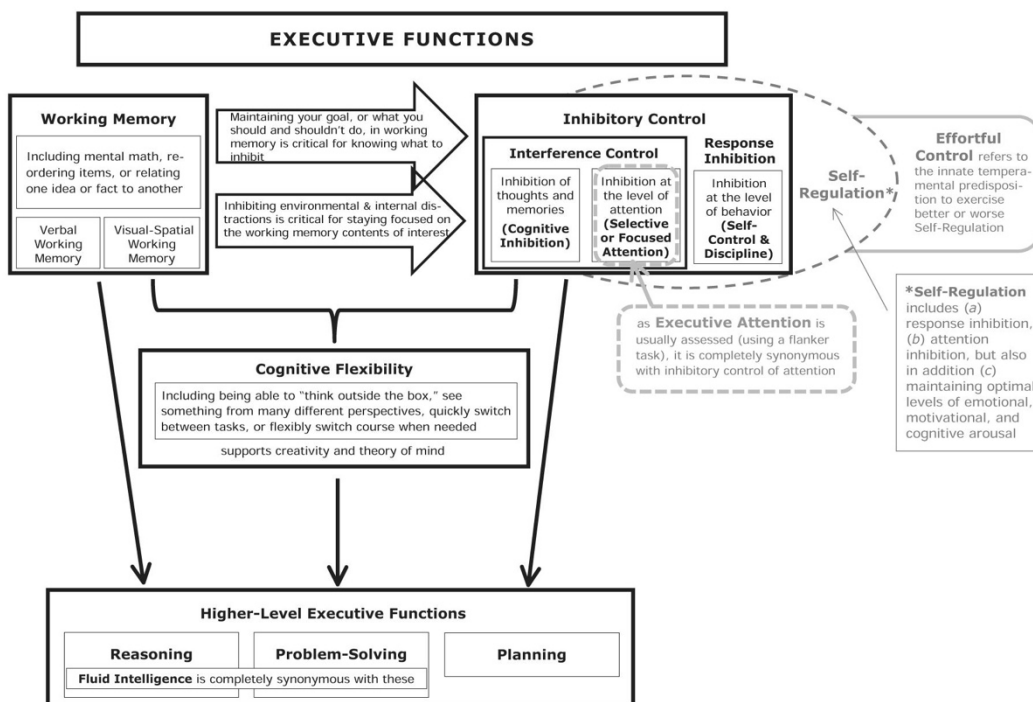 EXECUTIVE FUNCTIONS
Working Memory
Including mental math, re-
ordering items, or relating
one idea or fact to another
Verbal
Working
Memory
Visual-Spatial
Working
Memory
Maintaining your goal, or what you
should and shouldn't do, in working
memory is critical for knowing what to
inhibit
Inhibiting environmental & internal dis-
tractions is critical for staying focused
on the working memory contents of interest
Inhibitory Control
Interference Control
Inhibition of
thoughts and
memories
(Cognitive
Inhibition)
Inhibition at
the level of
attention
(Selective
or Focused
Attention)
Response
Inhibition
Inhibition
at the level
of behavior
(Self-
Control &
Discipline)
Self-
Regulation*
Effortful
Control refers to
the innate tempera-
mental predisposi-
tion to exercise
better or worse
Self-Regulation
*Self-Regulation
includes (a)
response inhibition,
(b) attention
inhibition, but also
in addition (c)
maintaining optimal
levels of emotional,
motivational, and
cognitive arousal
as Executive Attention is
usually assessed (using a flanker
task), it is completely synonymous
with inhibitory control of attention
Cognitive Flexibility
Including being able to "think outside the box," see
something from many different perspectives, quickly switch
between tasks, or flexibly switch course when needed
supports creativity and theory of mind
Higher-Level Executive Functions
Reasoning
Problem-Solving
Planning
Fluid Intelligence is completely synonymous with these